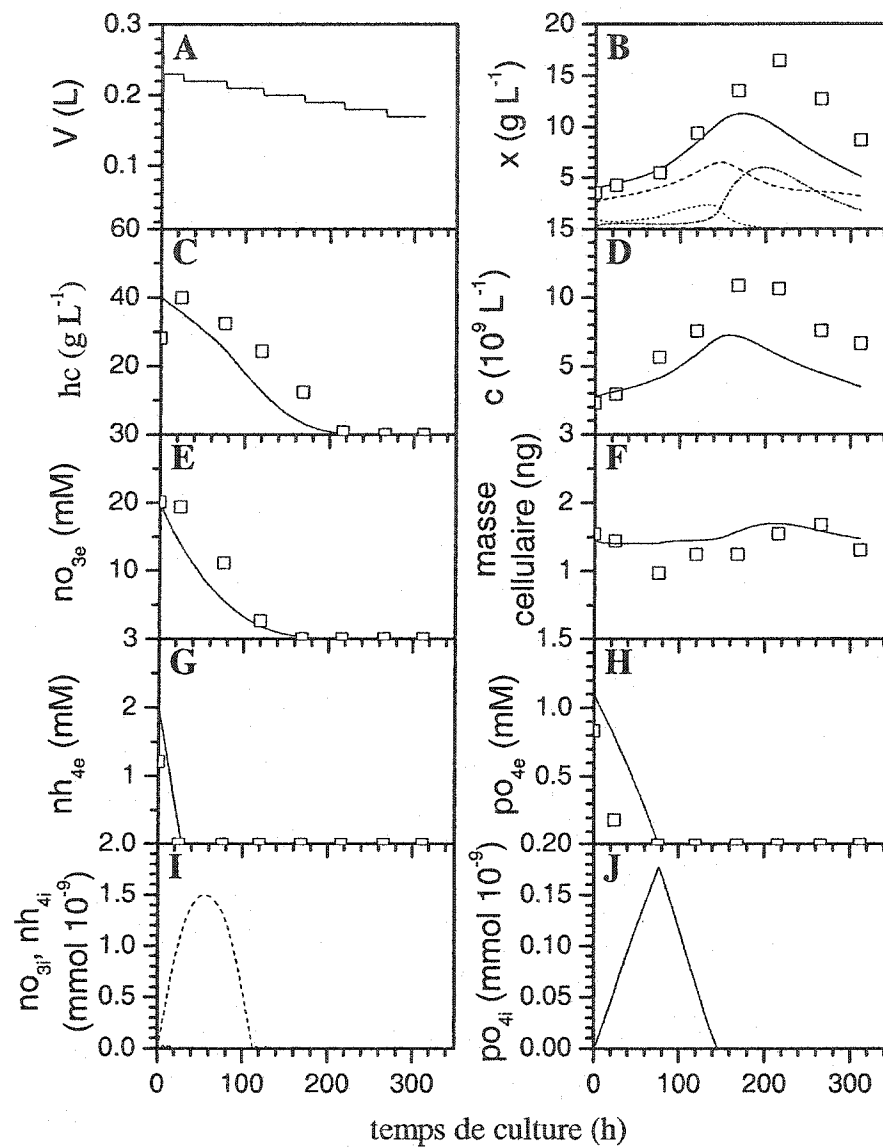 0.3
A
0.2
V (L)
0.1
60
20
B
15
x (g L⁻¹)
10
5
15
C
40
hc (g L⁻¹)
20
30
D
10
c (10⁹ L⁻¹)
5
3
E
20
no₃ₑ (mM)
10
3
F
2
masse
cellulaire (ng)
1
1.5
G
2
nh₄ₑ (mM)
1
2.0
H
1.0
po₄ₑ (mM)
0.5
0.20
I
1.5
no₃ᵢ, nh₄ᵢ
(mmol 10⁻⁹)
1.0
0.5
0.0
0 100 200 300
J
0.15
po₄ᵢ (mmol 10⁻⁹)
0.10
0.05
0.00
0 100 200 300
temps de culture (h)